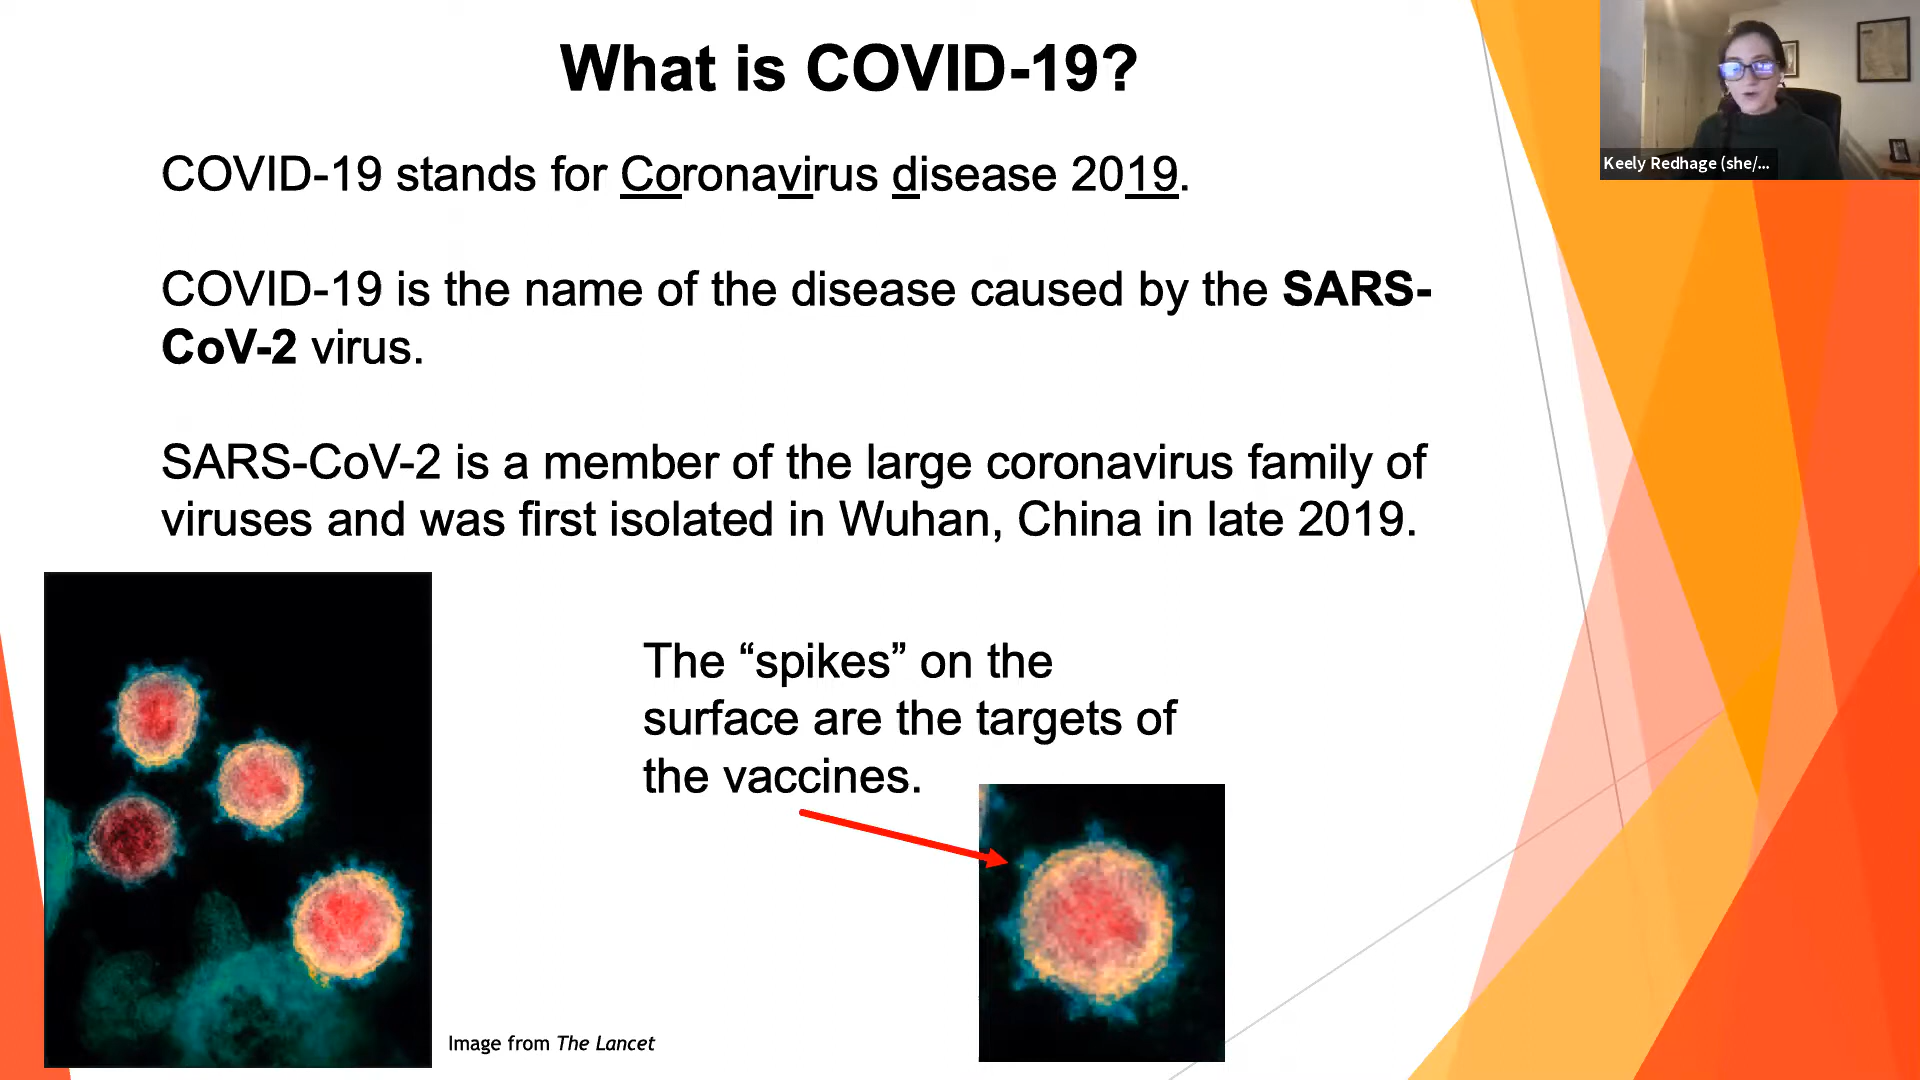 What is COVID-19?
Keely Redhage (she/...
COVID-19 stands for Coronavirus disease 2019.
COVID-19 is the name of the disease caused by the SARS-
CoV-2 virus.
SARS-CoV-2 is a member of the large coronavirus family of
viruses and was first isolated in Wuhan, China in late 2019.
The “spikes” on the
surface are the targets of
the vaccines.
Image from The Lancet